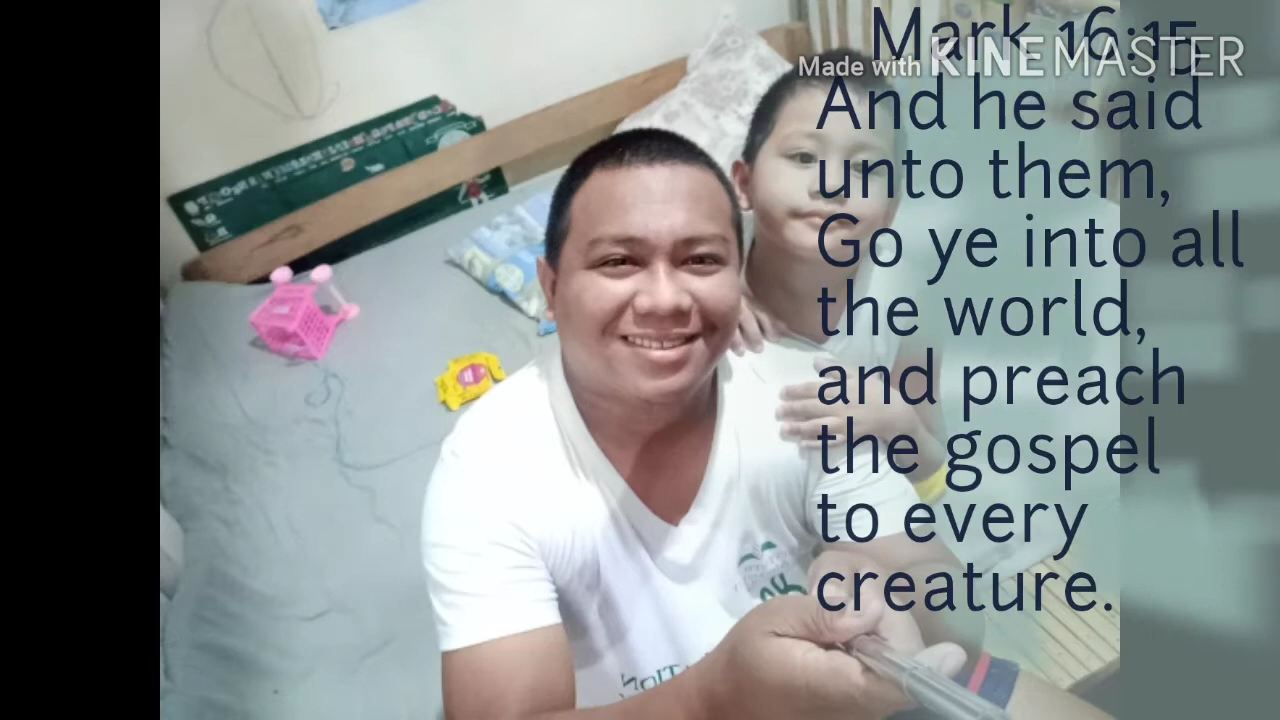 Mark 16:15
Made with KINEMASTER
And he said
unto them,
Go ye into all
the world,
and preach
the gospel
to every
creature.